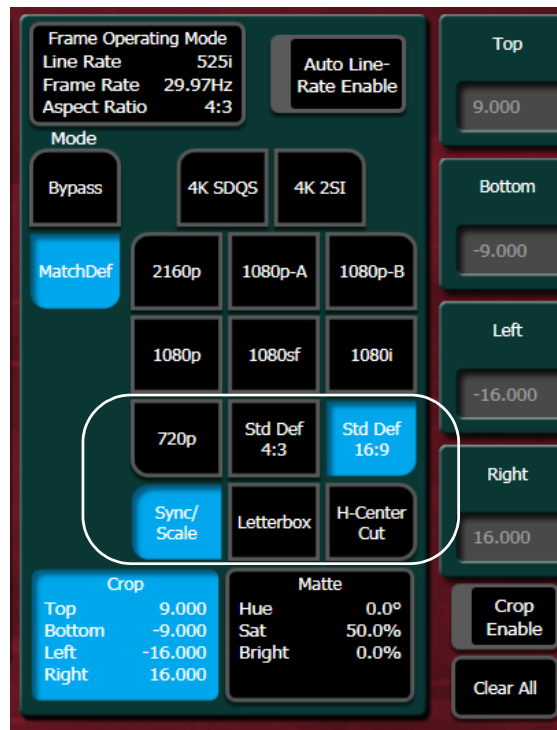 Frame Operating Mode
Line Rate 525i
Frame Rate 29.97Hz
Aspect Ratio 4:3
Auto Line-
Rate Enable
Mode
Bypass
4K SDQS
4K 2SI
MatchDef
2160p
1080p-A
1080p-B
1080p
1080sf
1080i
720p
Std Def
4:3
Std Def
16:9
Sync/
Scale
Letterbox
H-Center
Cut
Crop
Top 9.000
Bottom -9.000
Left -16.000
Right 16.000
Matte
Hue 0.0°
Sat 50.0%
Bright 0.0%
Top
9.000
Bottom
-9.000
Left
-16.000
Right
16.000
Crop
Enable
Clear All